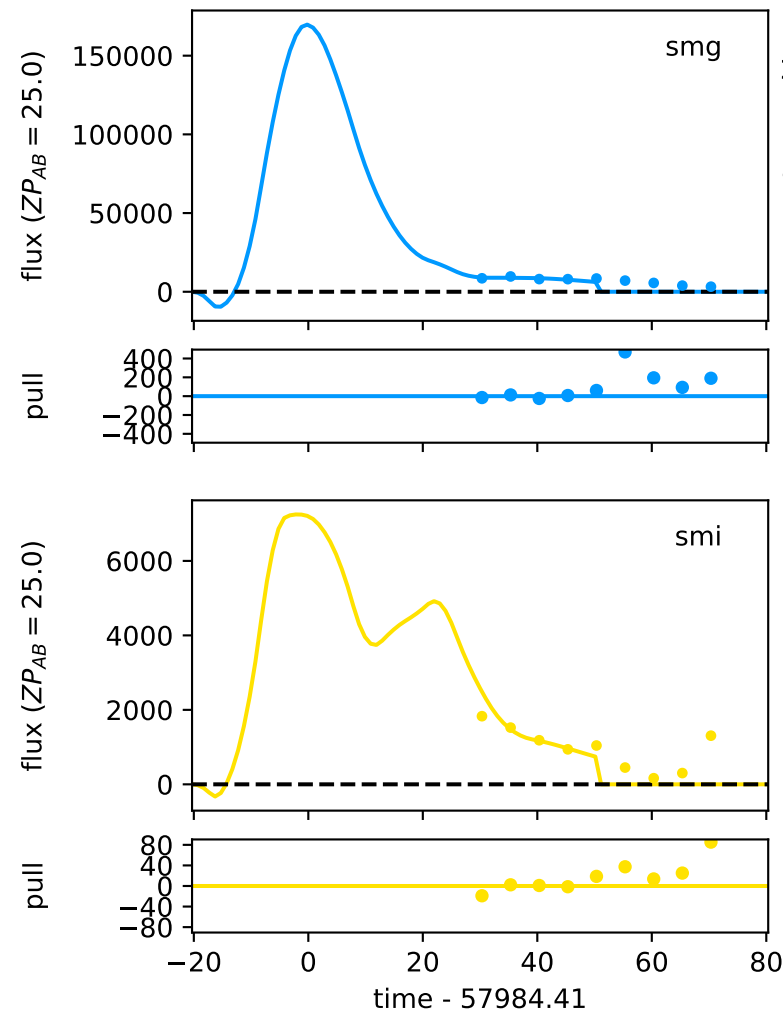 smg
flux (ZP_AB = 25.0)
150000
100000
50000
0
pull
400
200
0
−200
−400
smi
flux (ZP_AB = 25.0)
6000
4000
2000
0
pull
80
40
0
−40
−80
−20 0 20 40 60 80
time - 57984.41